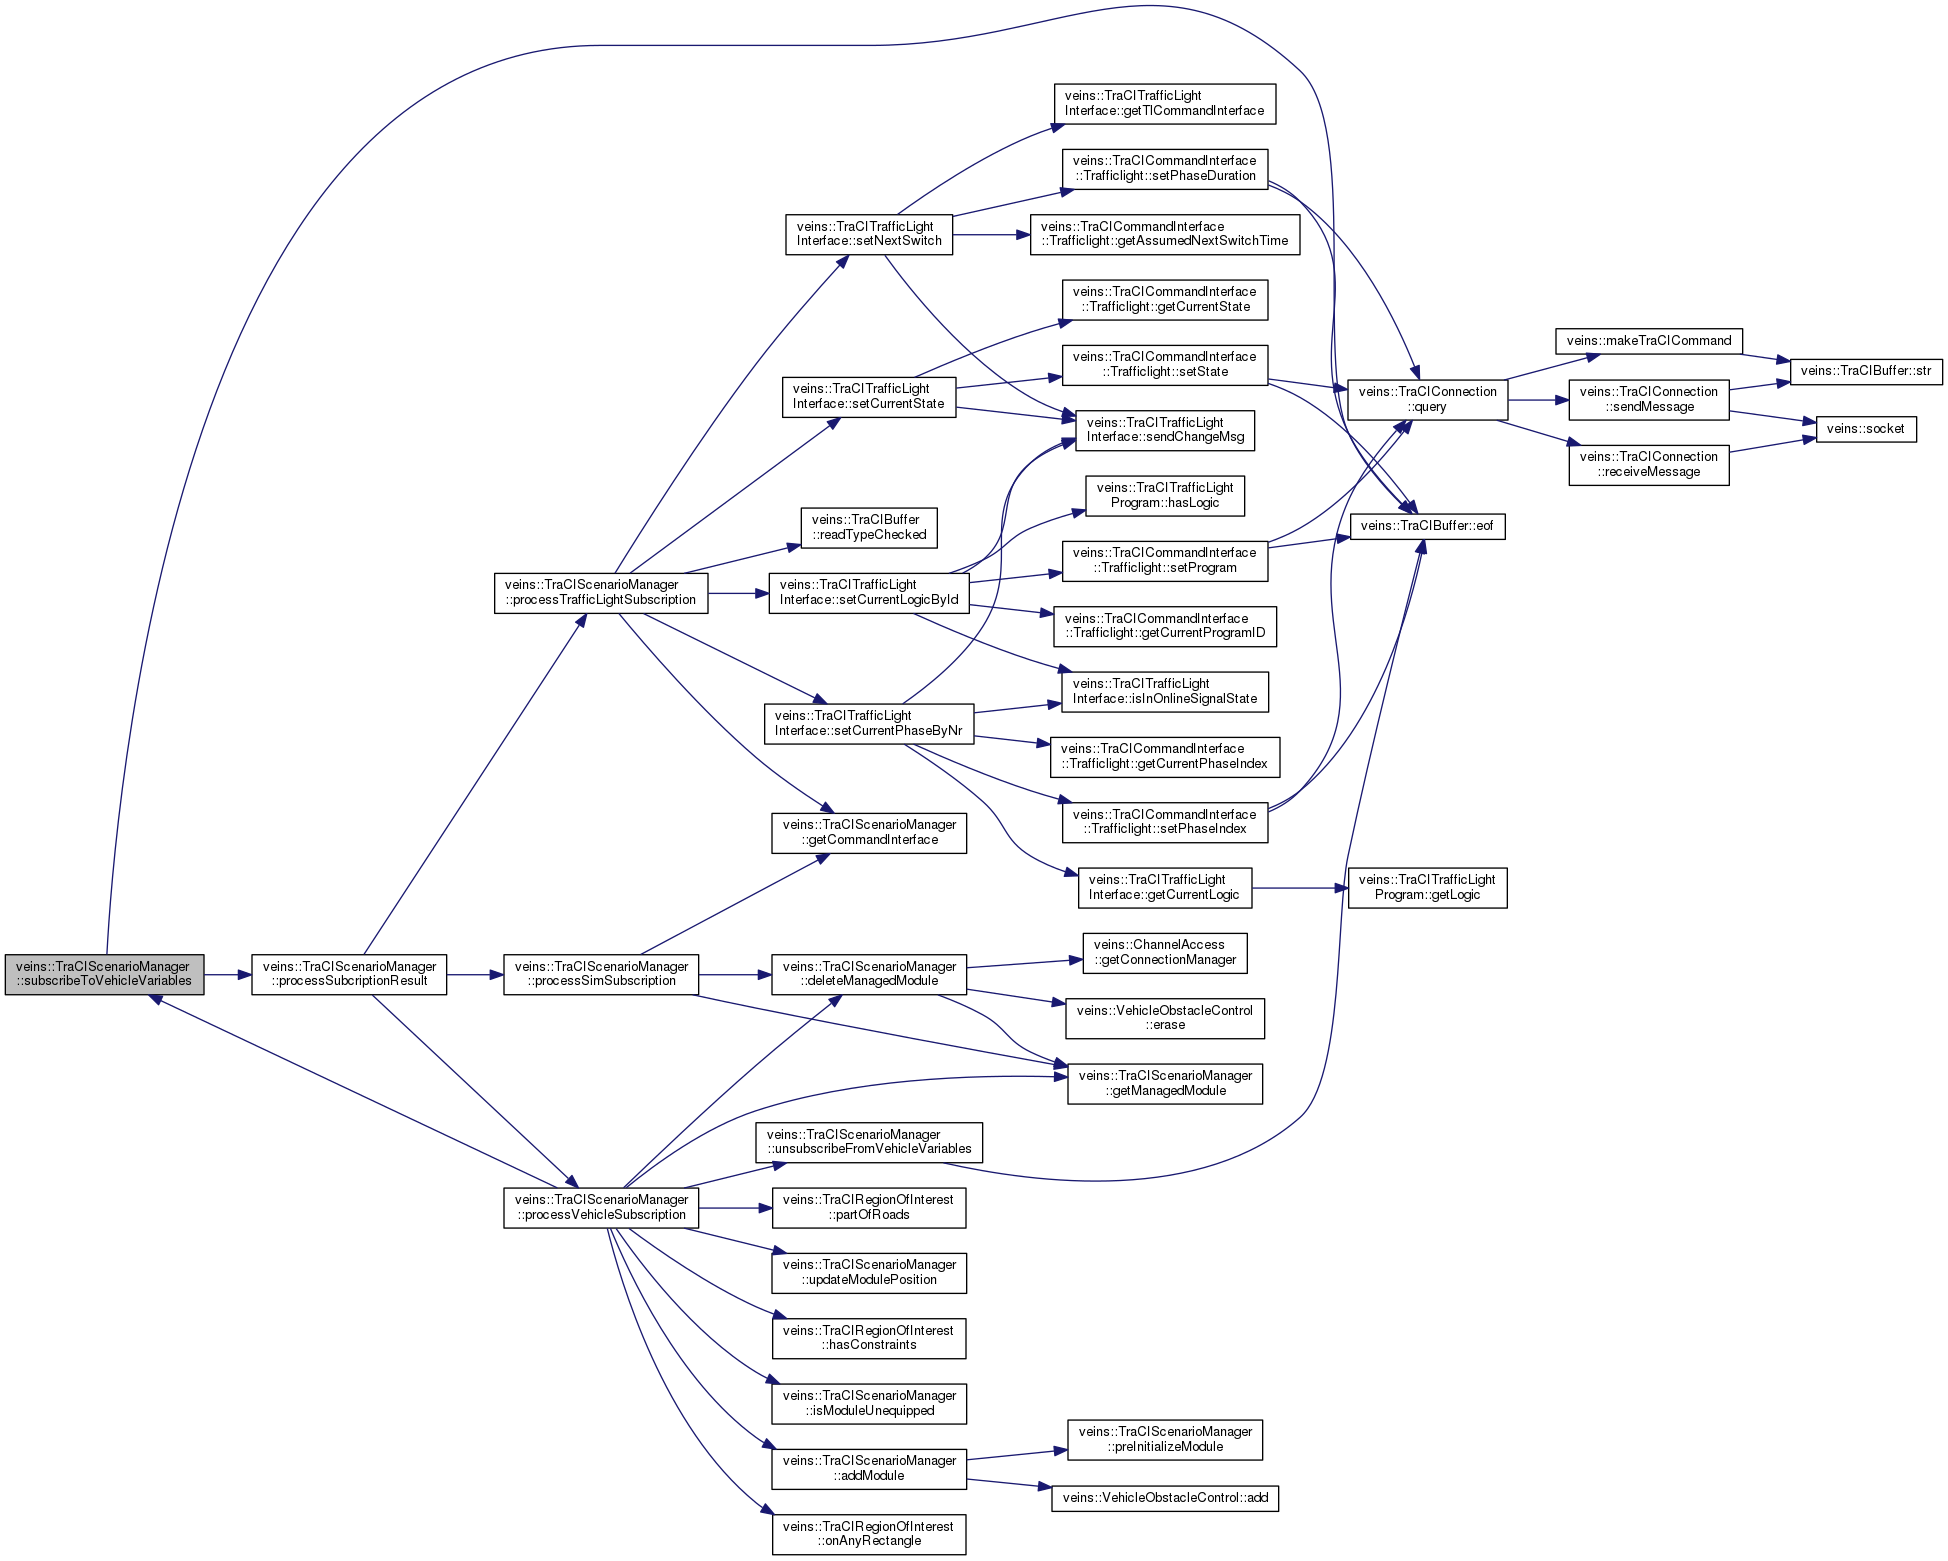 veins::TraCITrafficLight
Interface::getTlCommandInterface
veins::TraCICommandInterface
::Trafficlight::setPhaseDuration
veins::TraCITrafficLight
Interface::setNextSwitch
veins::TraCICommandInterface
::Trafficlight::getAssumedNextSwitchTime
veins::TraCICommandInterface
::Trafficlight::getCurrentState
veins::makeTraCICommand
veins::TraCICommandInterface
::Trafficlight::setState
veins::TraCIBuffer::str
veins::TraCITrafficLight
Interface::setCurrentState
veins::TraCIConnection
::query
veins::TraCIConnection
::sendMessage
veins::TraCITrafficLight
Interface::sendChangeMsg
veins::socket
veins::TraCIConnection
::receiveMessage
veins::TraCITrafficLight
Program::hasLogic
veins::TraCIBuffer
::readTypeChecked
veins::TraCIBuffer::eof
veins::TraCICommandInterface
::Trafficlight::setProgram
veins::TraCIScenarioManager
::processTrafficLightSubscription
veins::TraCITrafficLight
Interface::setCurrentLogicById
veins::TraCICommandInterface
::Trafficlight::getCurrentProgramID
veins::TraCITrafficLight
Interface::isInOnlineSignalState
veins::TraCITrafficLight
Interface::setCurrentPhaseByNr
veins::TraCICommandInterface
::Trafficlight::getCurrentPhaseIndex
veins::TraCICommandInterface
::Trafficlight::setPhaseIndex
veins::TraCIScenarioManager
::getCommandInterface
veins::TraCITrafficLight
Interface::getCurrentLogic
veins::TraCITrafficLight
Program::getLogic
veins::ChannelAccess
::getConnectionManager
veins::TraCIScenarioManager
::subscribeToVehicleVariables
veins::TraCIScenarioManager
::processSubcriptionResult
veins::TraCIScenarioManager
::processSimSubscription
veins::TraCIScenarioManager
::deleteManagedModule
veins::VehicleObstacleControl
::erase
veins::TraCIScenarioManager
::getManagedModule
veins::TraCIScenarioManager
::unsubscribeFromVehicleVariables
veins::TraCIScenarioManager
::processVehicleSubscription
veins::TraCIRegionOfInterest
::partOfRoads
veins::TraCIScenarioManager
::updateModulePosition
veins::TraCIRegionOfInterest
::hasConstraints
veins::TraCIScenarioManager
::isModuleUnequipped
veins::TraCIScenarioManager
::preInitializeModule
veins::TraCIScenarioManager
::addModule
veins::VehicleObstacleControl::add
veins::TraCIRegionOfInterest
::onAnyRectangle